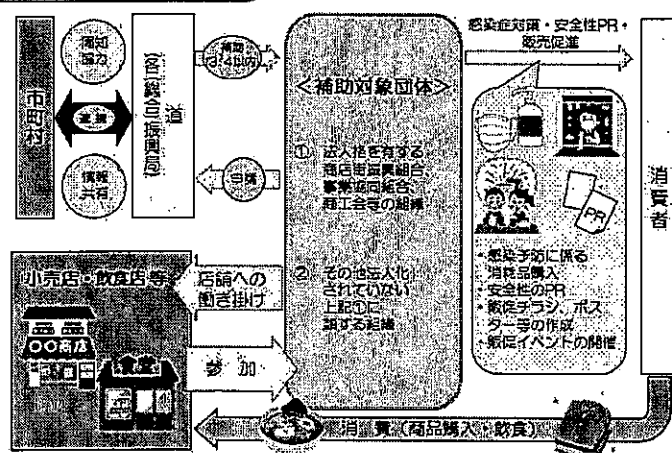 市町村
周知
協力
連携
情報
共有
道
(各総合振興局)
補助
3/4以内
申請
<補助対象団体>
① 法人格を有する
商店街振興組合、
事業協同組合、
商工会等の組織
② その他法人化
されていない
上記①に
類する組織
感染症対策・安全性PR・
販売促進
PR
・感染予防に係る
消耗品購入
・安全性のPR
・販促チラシ、ポス
ター等の作成
・販促イベントの開催
消費者
小売店・飲食店等
〇〇商店
食堂
店舗への
働き掛け
参加
消費(商品購入・飲食)